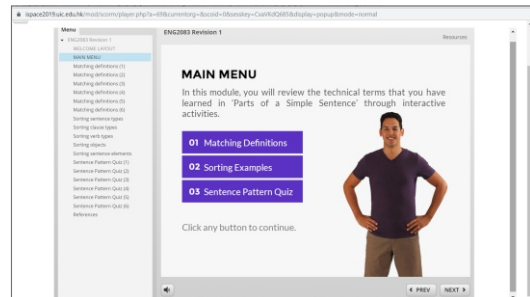 ispace2019.uic.edu.hk/mod/scorm/player.php?a=69&currentorg=&scoid=0&sesskey=CxaVKdQ685&display=popup&mode=normal
Menu
ENG2083 Revision 1
WELCOME LAYOUT
MAIN MENU
Matching definitions (1)
Matching definitions (2)
Matching definitions (3)
Matching definitions (4)
Matching definitions (5)
Matching definitions (6)
Sorting sentence types
Sorting clause types
Sorting verb types
Sorting objects
Sorting sentence elements
Sentence Pattern Quiz (1)
Sentence Pattern Quiz (2)
Sentence Pattern Quiz (3)
Sentence Pattern Quiz (4)
Sentence Pattern Quiz (5)
Sentence Pattern Quiz (6)
References
ENG2083 Revision 1
Resources
MAIN MENU
In this module, you will review the technical terms that you have
learned in 'Parts of a Simple Sentence' through interactive
activities.
01 Matching Definitions
02 Sorting Examples
03 Sentence Pattern Quiz
Click any button to continue.
PREV
NEXT